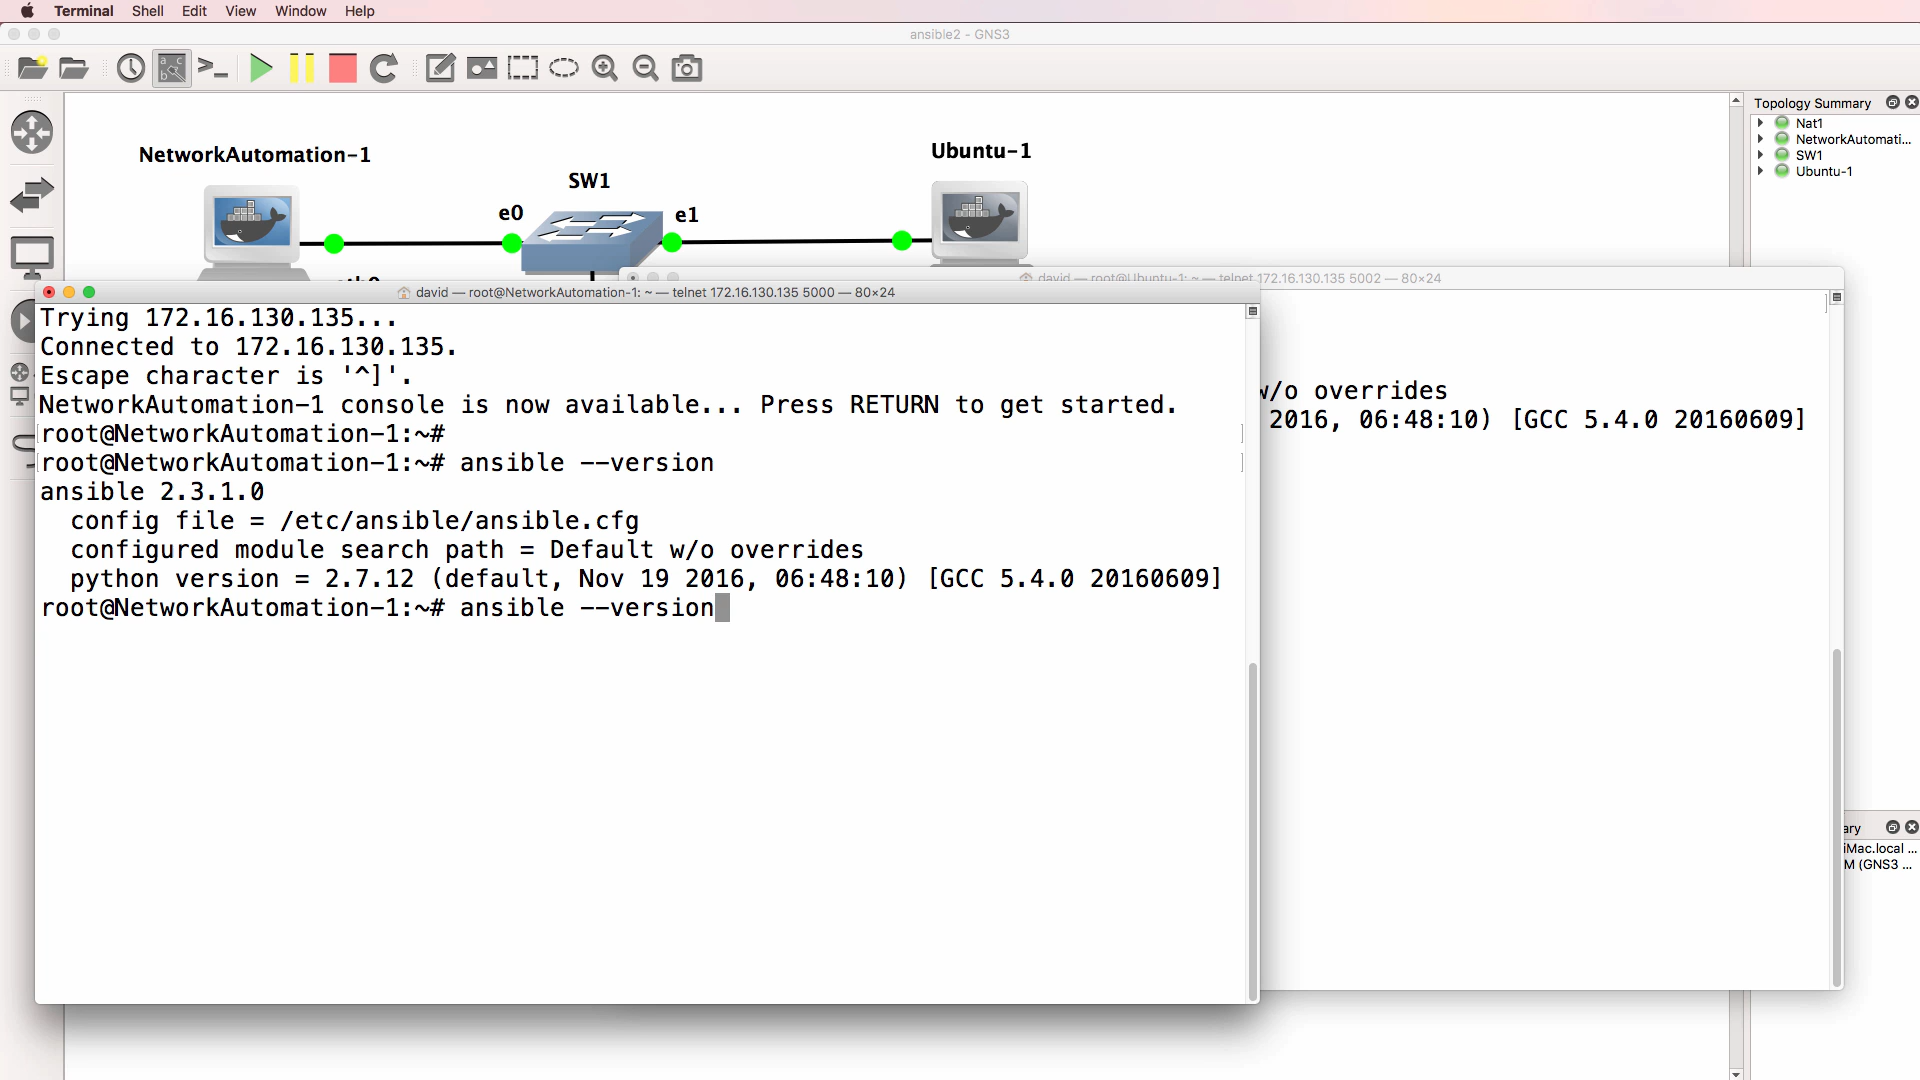 Terminal Shell Edit View Window Help
ansible2 - GNS3
Topology Summary
Nat1
NetworkAutomati...
SW1
Ubuntu-1
NetworkAutomation-1
SW1
Ubuntu-1
e0
e1
david — root@Ubuntu-1: ~ — telnet 172.16.130.135 5002 — 80×24
w/o overrides
2016, 06:48:10) [GCC 5.4.0 20160609]
david — root@NetworkAutomation-1: ~ — telnet 172.16.130.135 5000 — 80×24
Trying 172.16.130.135...
Connected to 172.16.130.135.
Escape character is '^]'.
NetworkAutomation-1 console is now available... Press RETURN to get started.
root@NetworkAutomation-1:~#
root@NetworkAutomation-1:~# ansible --version
ansible 2.3.1.0
config file = /etc/ansible/ansible.cfg
configured module search path = Default w/o overrides
python version = 2.7.12 (default, Nov 19 2016, 06:48:10) [GCC 5.4.0 20160609]
root@NetworkAutomation-1:~# ansible --version
ary
iMac.local ...
M (GNS3 ...